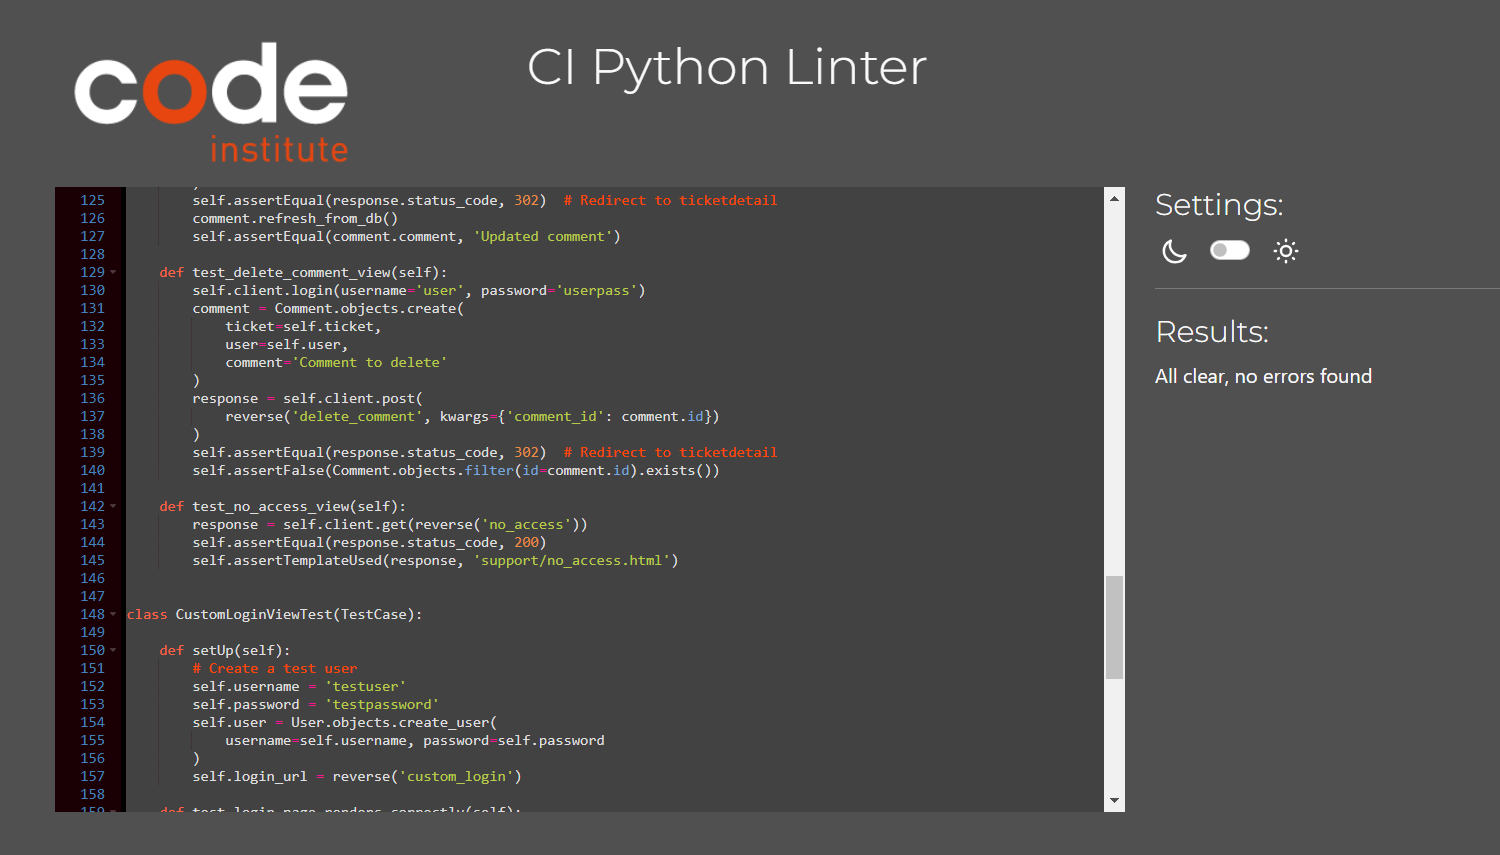 code
institute
CI Python Linter
125 self.assertEqual(response.status_code, 302)  # Redirect to ticketdetail
126 comment.refresh_from_db()
127 self.assertEqual(comment.comment, 'Updated comment')
128
129 def test_delete_comment_view(self):
130 self.client.login(username='user', password='userpass')
131 comment = Comment.objects.create(
132 ticket=self.ticket,
133 user=self.user,
134 comment='Comment to delete'
135 )
136 response = self.client.post(
137 reverse('delete_comment', kwargs={'comment_id': comment.id})
138 )
139 self.assertEqual(response.status_code, 302)  # Redirect to ticketdetail
140 self.assertFalse(Comment.objects.filter(id=comment.id).exists())
141
142 def test_no_access_view(self):
143 response = self.client.get(reverse('no_access'))
144 self.assertEqual(response.status_code, 200)
145 self.assertTemplateUsed(response, 'support/no_access.html')
146
147
148 class CustomLoginViewTest(TestCase):
149
150 def setUp(self):
151 # Create a test user
152 self.username = 'testuser'
153 self.password = 'testpassword'
154 self.user = User.objects.create_user(
155 username=self.username, password=self.password
156 )
157 self.login_url = reverse('custom_login')
158
159 def test_login_page_renders_correctly(self):
Settings:
Results:
All clear, no errors found